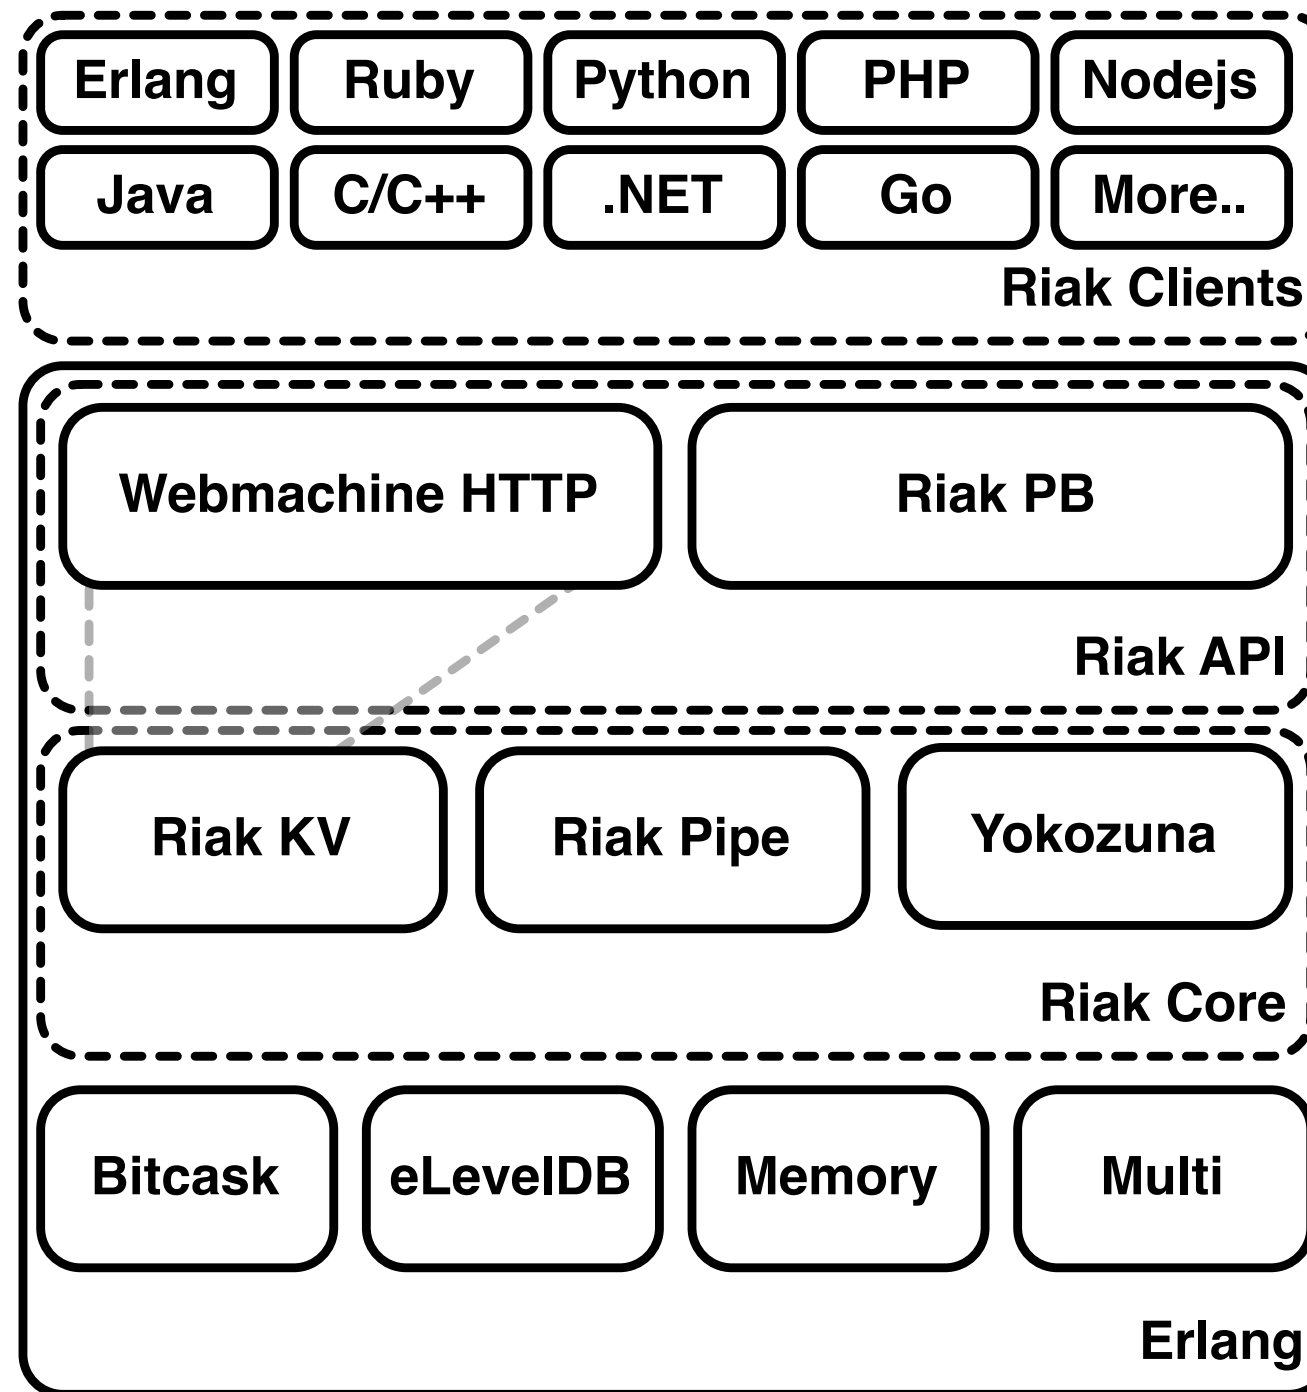 Erlang Ruby Python PHP Nodejs
Java C/C++ .NET Go More..
Riak Clients
Webmachine HTTP Riak PB
Riak API
Riak KV Riak Pipe Yokozuna
Riak Core
Bitcask eLevelDB Memory Multi
Erlang